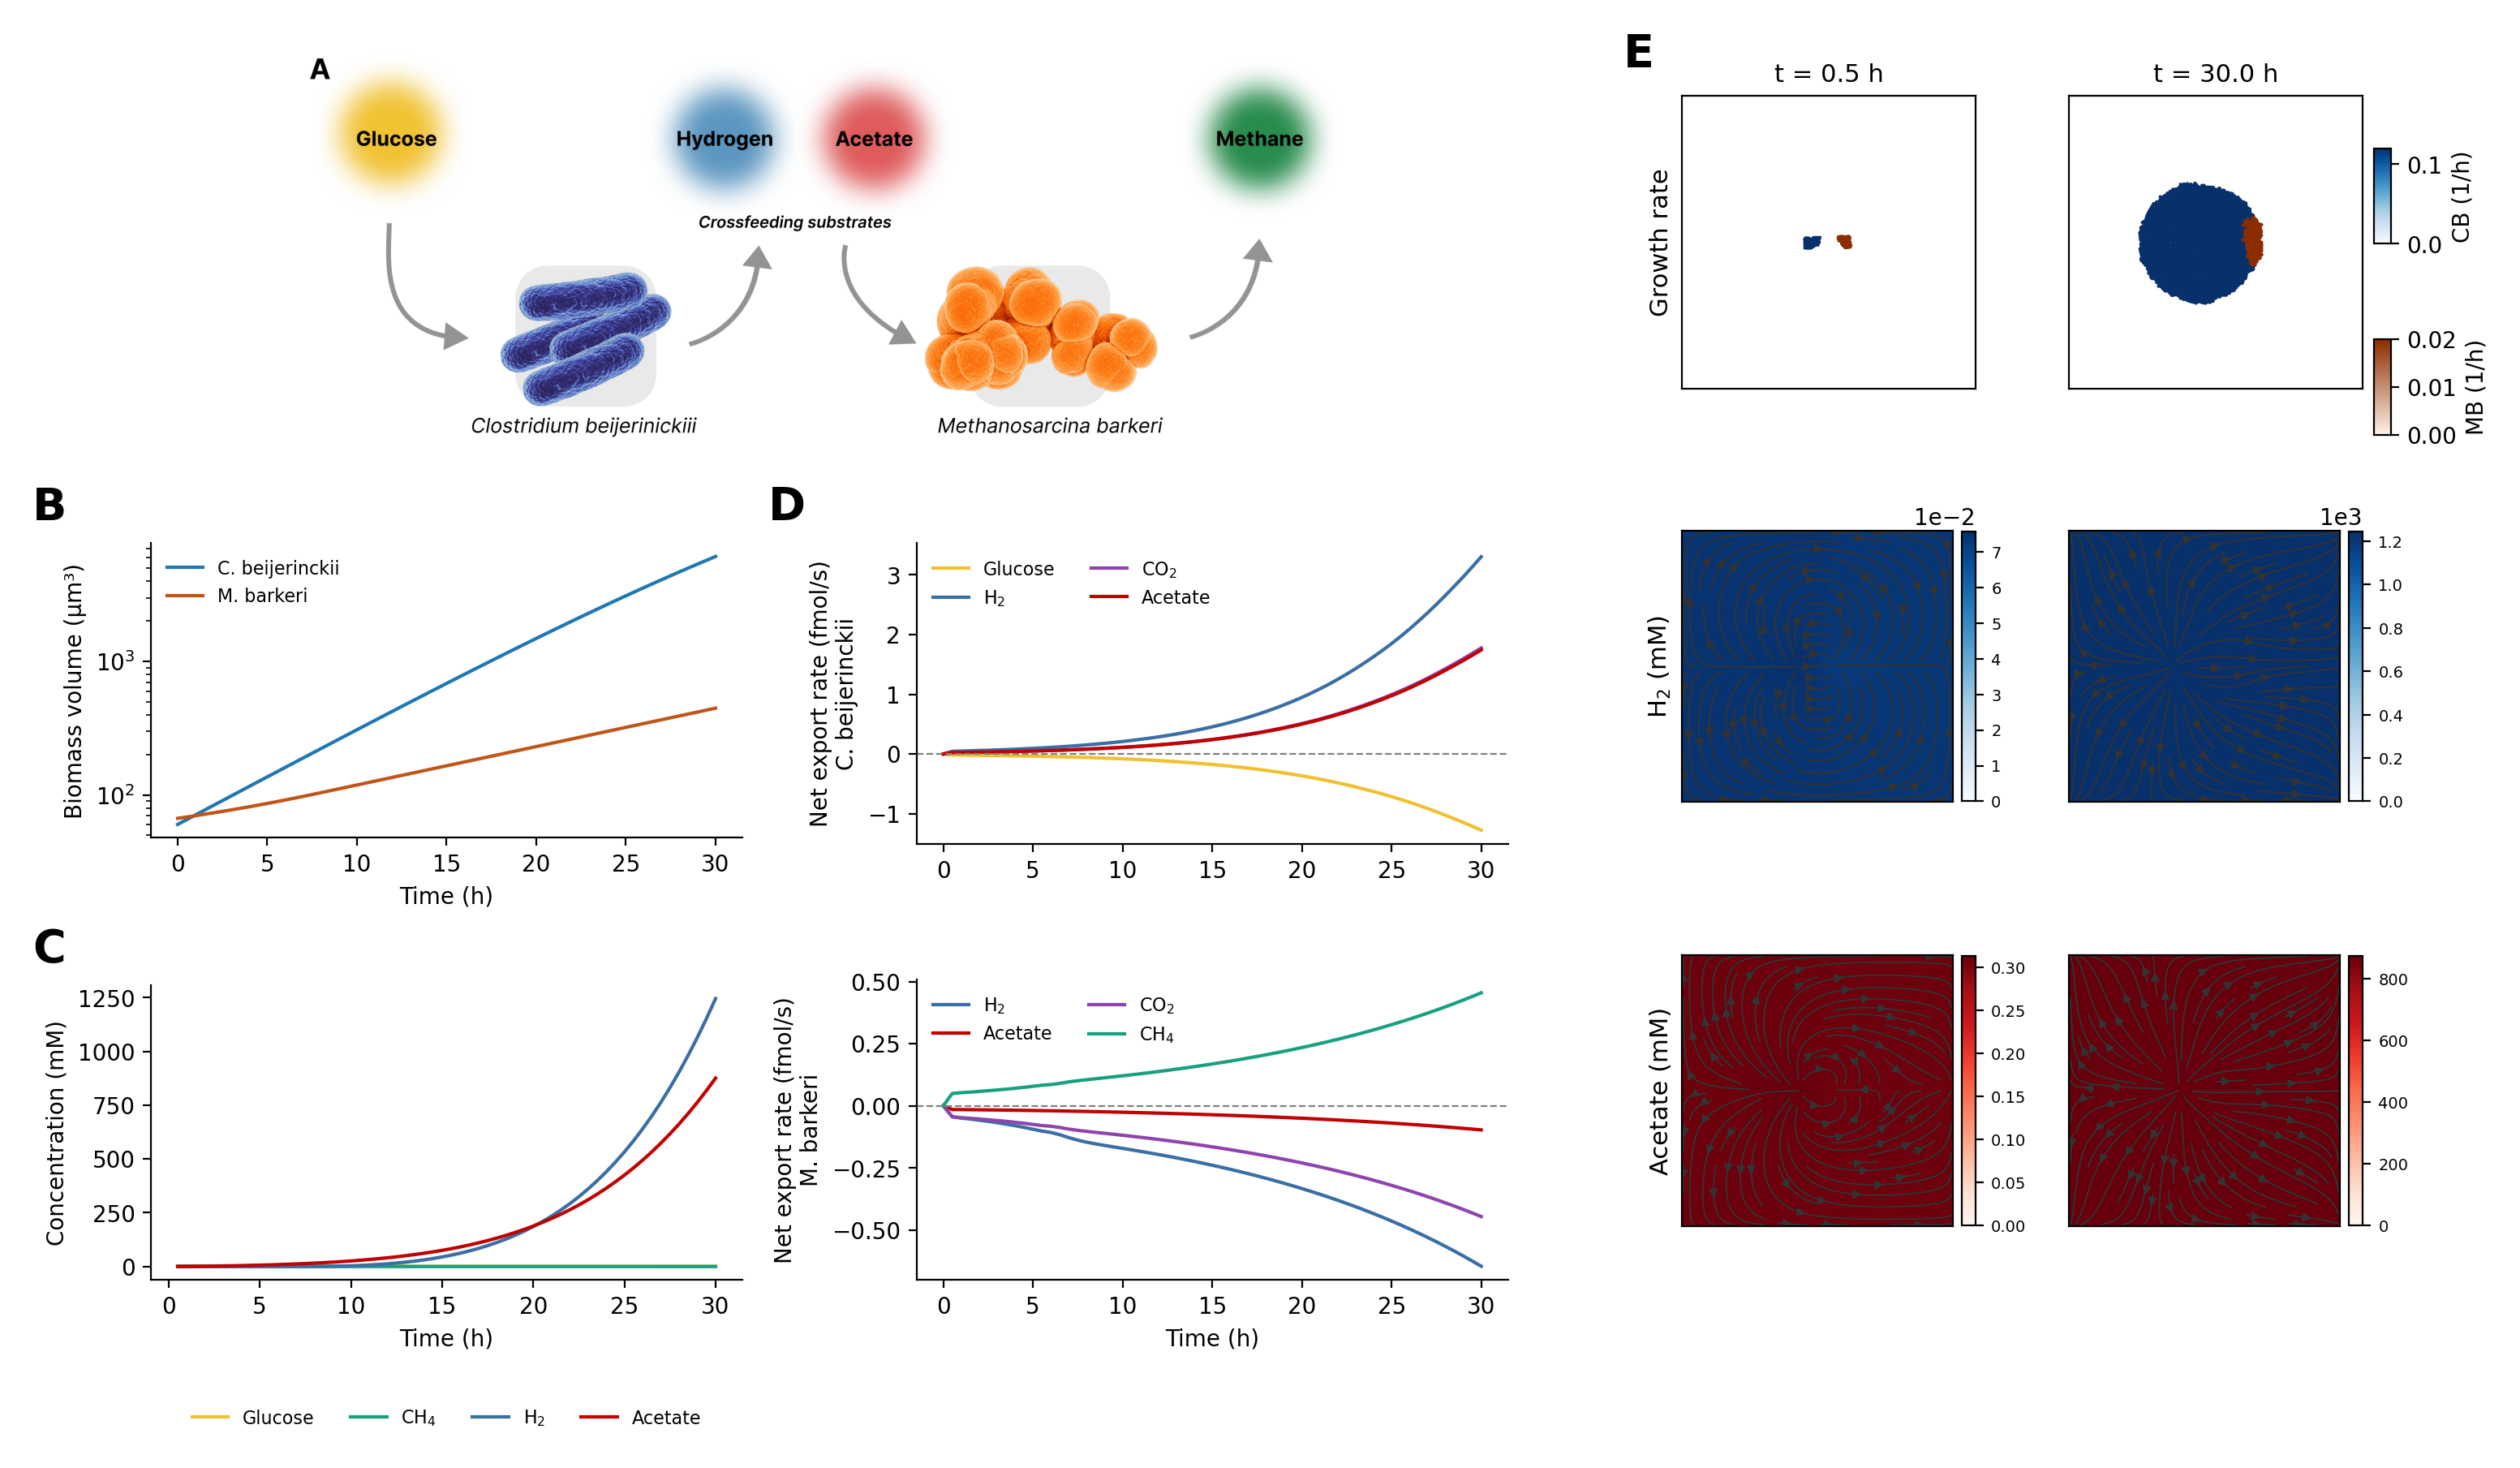 A
Glucose
Hydrogen
Acetate
Methane
Crossfeeding substrates
Clostridium beijerinickiii
Methanosarcina barkeri
B
C. beijerinckii
M. barkeri
Biomass volume (µm³)
10³
10²
0 5 10 15 20 25 30
Time (h)
C
Concentration (mM)
1250
1000
750
500
250
0
0 5 10 15 20 25 30
Time (h)
Glucose CH₄ H₂ Acetate
D
Net export rate (fmol/s)
C. beijerinckii
Glucose CO₂
H₂ Acetate
3
2
1
0
−1
0 5 10 15 20 25 30
Net export rate (fmol/s)
M. barkeri
H₂ CO₂
Acetate CH₄
0.50
0.25
0.00
−0.25
−0.50
0 5 10 15 20 25 30
Time (h)
E
t = 0.5 h
t = 30.0 h
Growth rate
0.1
0.0
CB (1/h)
0.02
0.01
0.00
MB (1/h)
H₂ (mM)
1e−2
7
6
5
4
3
2
1
0
1e3
1.2
1.0
0.8
0.6
0.4
0.2
0.0
Acetate (mM)
0.30
0.25
0.20
0.15
0.10
0.05
0.00
800
600
400
200
0